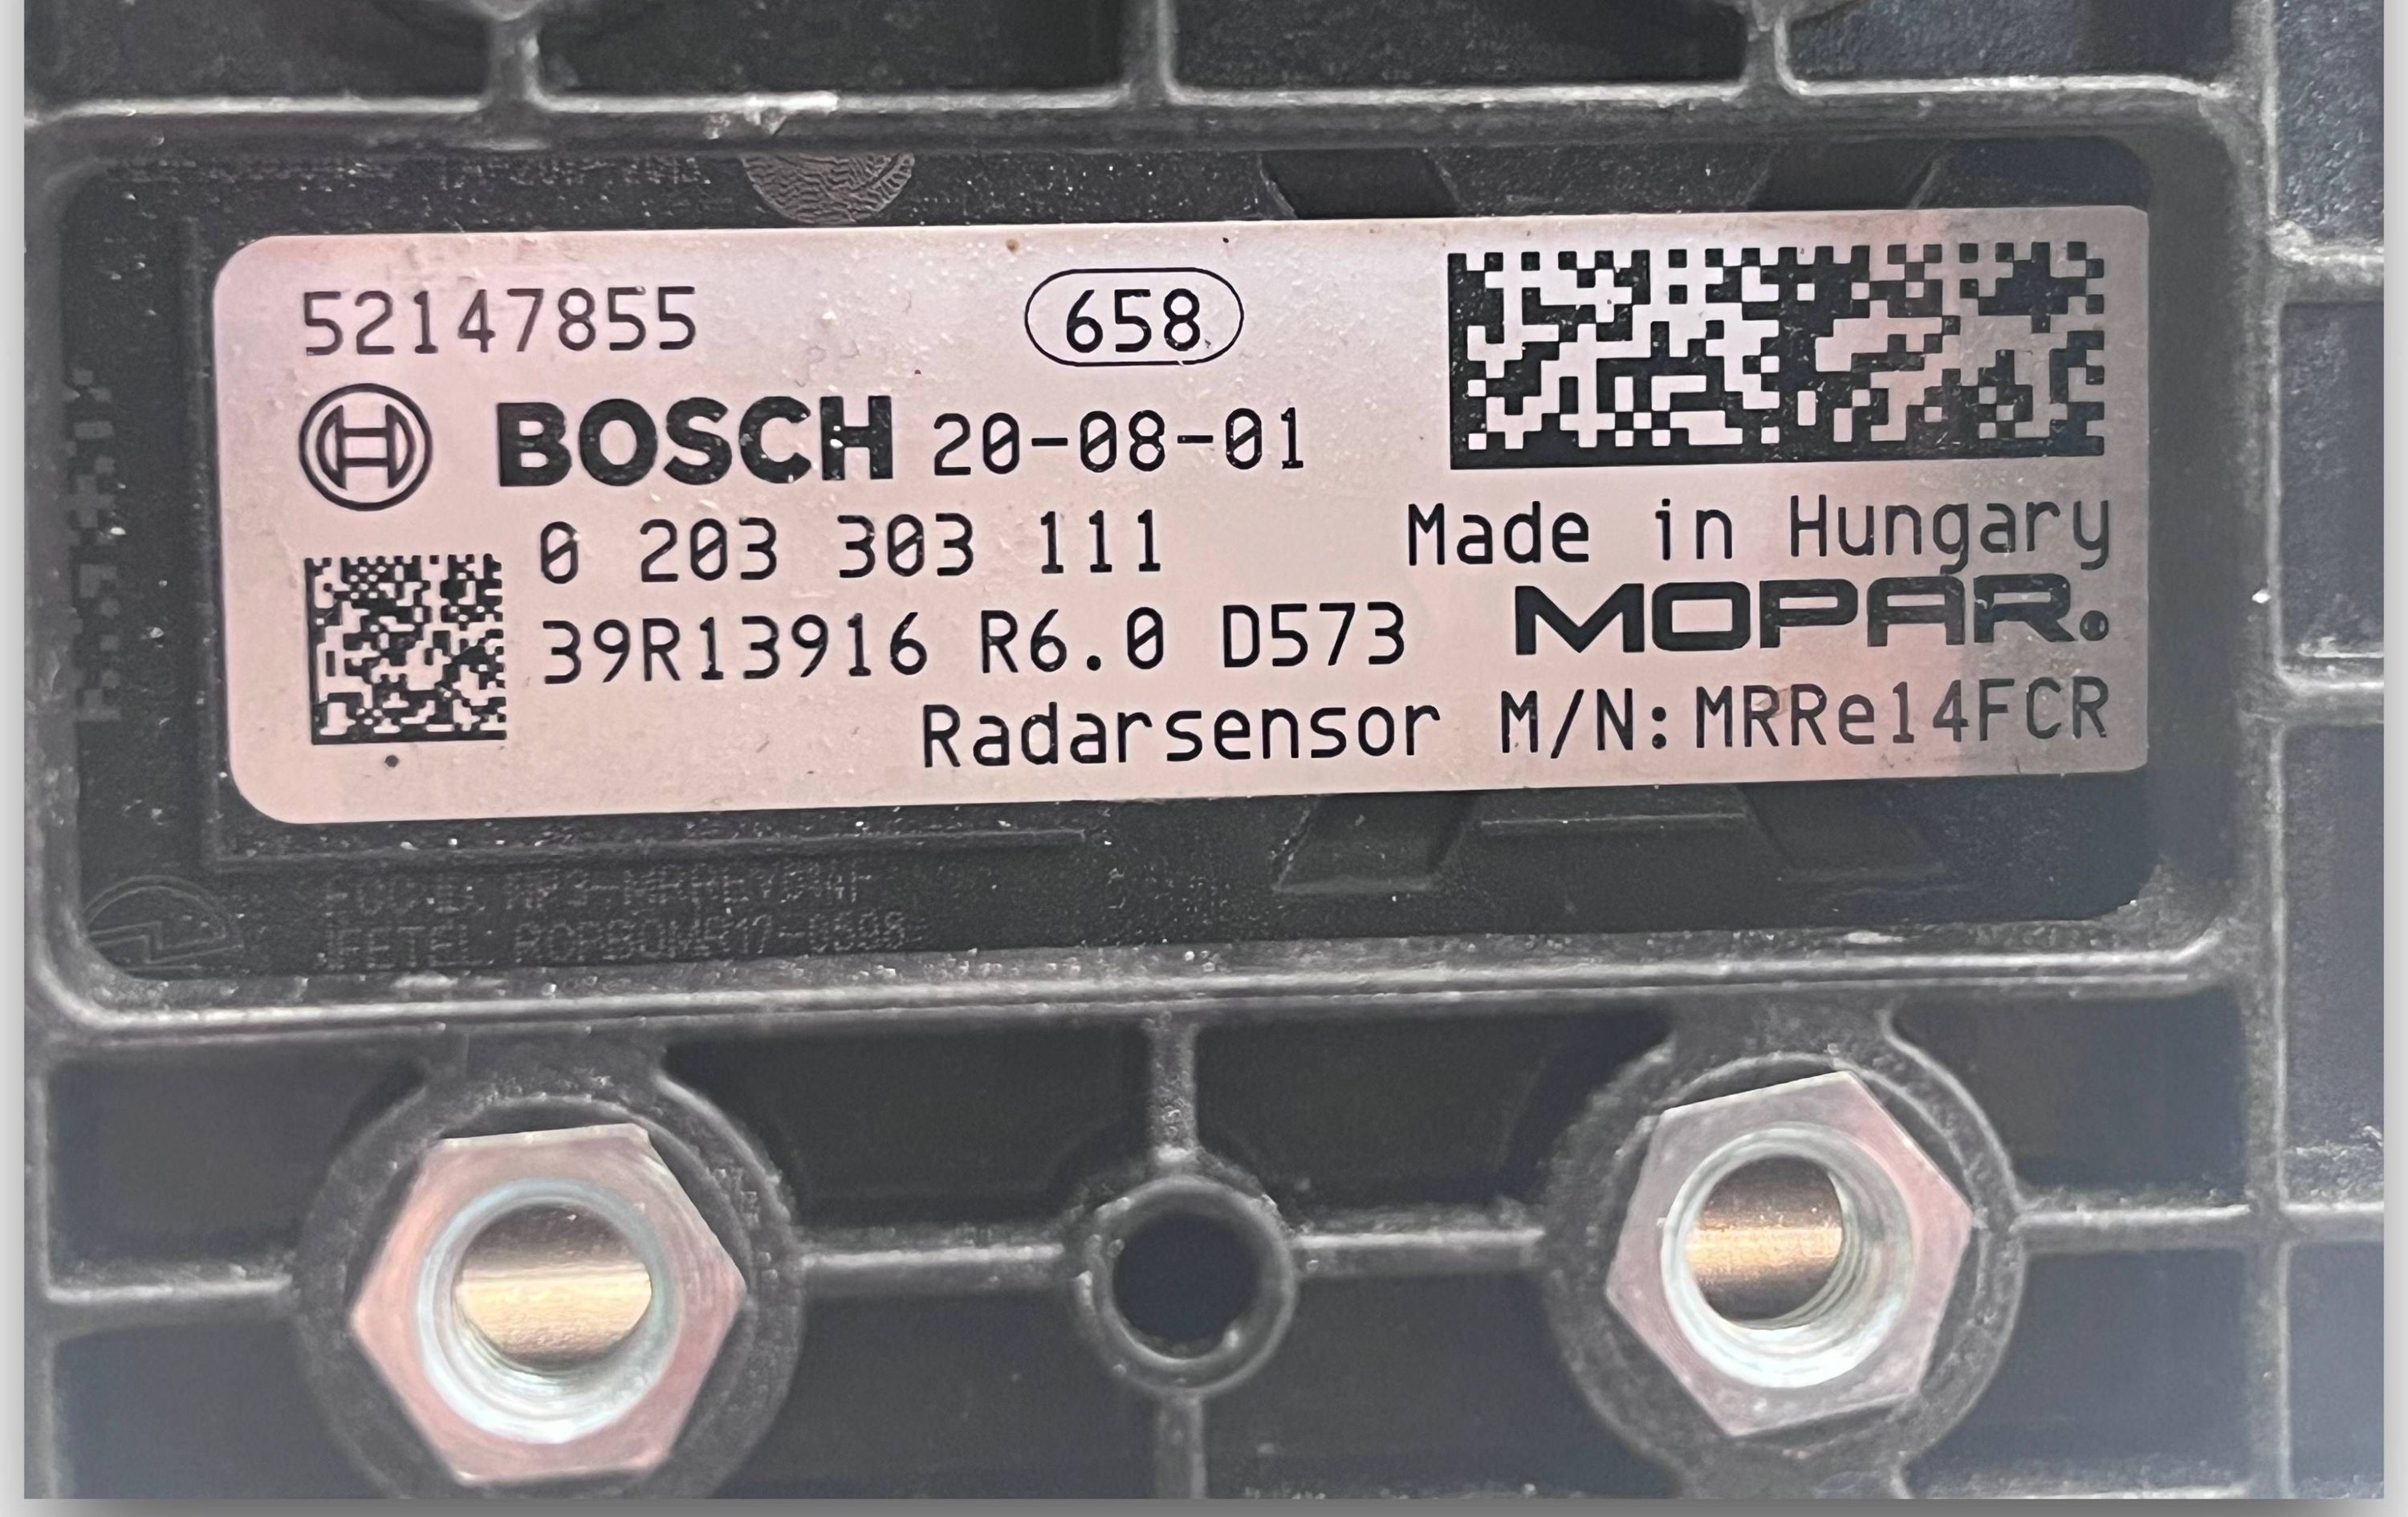 52147855 658
BOSCH 20-08-01
0 203 303 111
Made in Hungary
MOPAR.
39R13916 R6.0 D573
Radarsensor M/N:MRRe14FCR